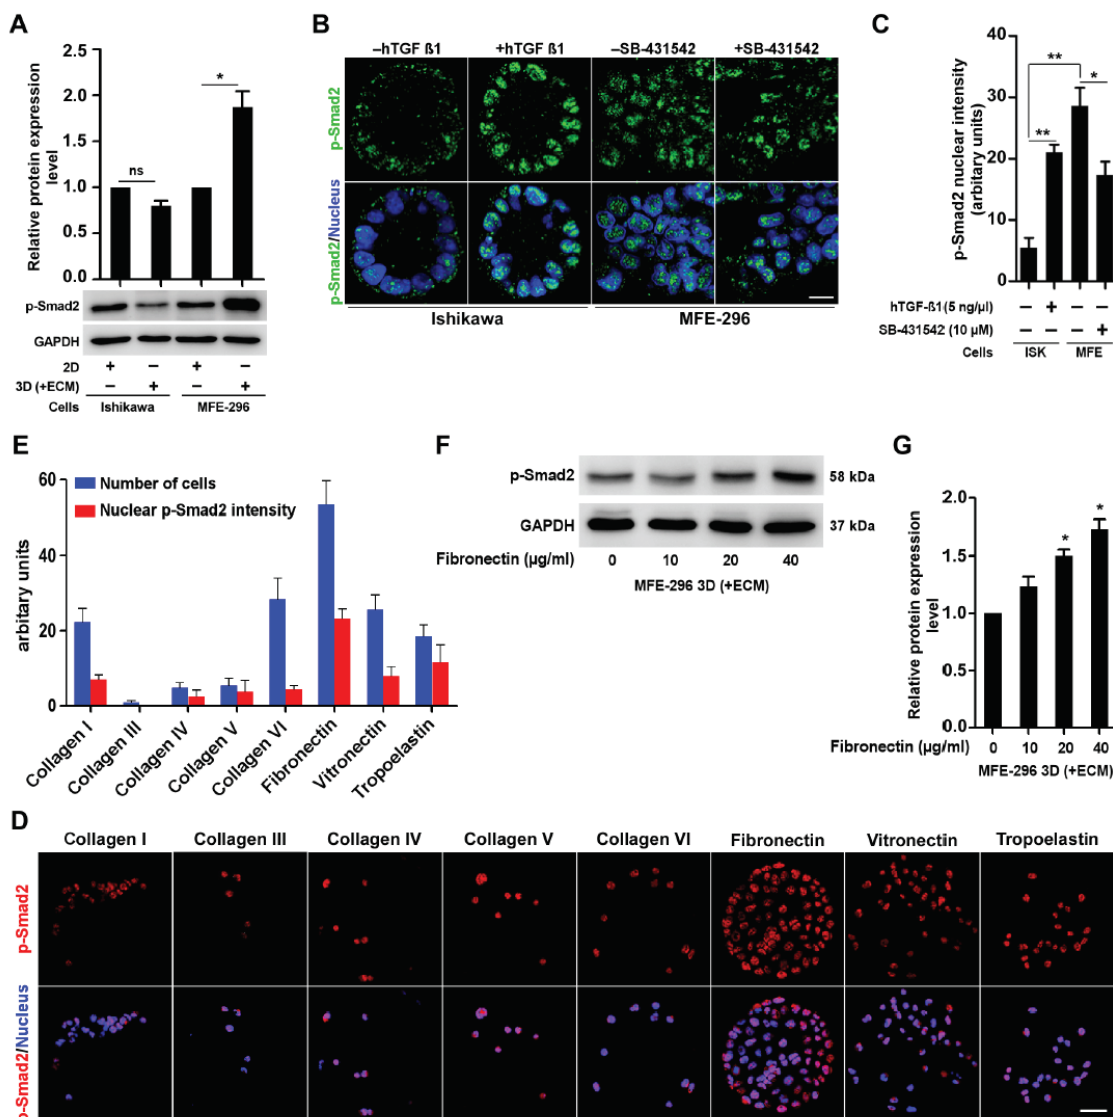 A
Relative protein expression
level
2.5
2.0
1.5
1.0
0.5
0.0
ns
*
p-Smad2
GAPDH
2D + – + –
3D (+ECM) – + – +
Cells Ishikawa MFE-296
B
–hTGF ß1 +hTGF ß1 –SB-431542 +SB-431542
p-Smad2
p-Smad2/Nucleus
Ishikawa MFE-296
C
p-Smad2 nuclear intensity
(arbitary units)
40
30
20
10
0
**
**
*
hTGF-ß1 (5 ng/µl) – + – –
SB-431542 (10 µM) – – – +
Cells ISK MFE
E
arbitary units
60
40
20
0
Number of cells
Nuclear p-Smad2 intensity
Collagen I
Collagen III
Collagen IV
Collagen V
Collagen VI
Fibronectin
Vitronectin
Tropoelastin
F
p-Smad2 58 kDa
GAPDH 37 kDa
Fibronectin (µg/ml) 0 10 20 40
MFE-296 3D (+ECM)
G
Relative protein expression
level
2.0
1.5
1.0
0.5
0.0
*
*
Fibronectin (µg/ml) 0 10 20 40
MFE-296 3D (+ECM)
D
Collagen I Collagen III Collagen IV Collagen V Collagen VI Fibronectin Vitronectin Tropoelastin
p-Smad2
p-Smad2/Nucleus